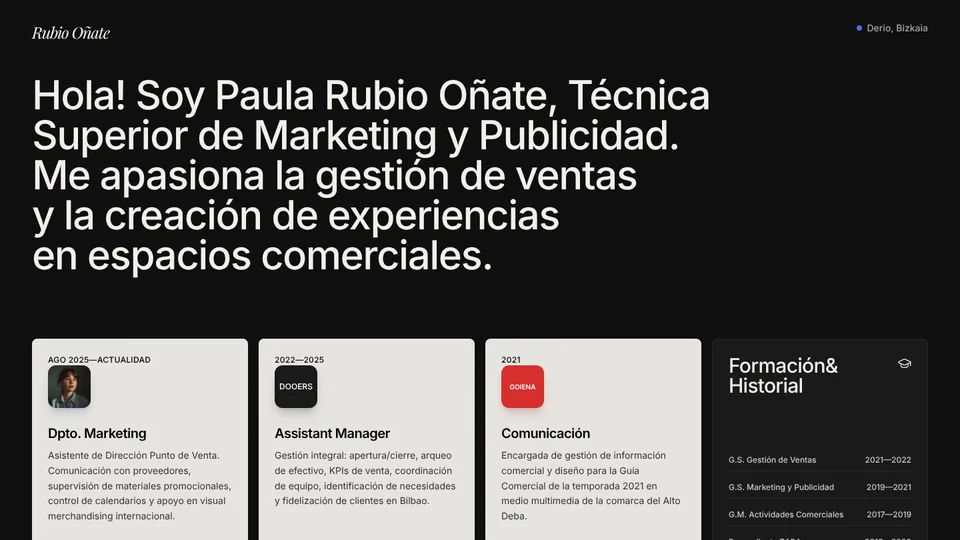 Rubio Oñate
Derio, Bizkaia
Hola! Soy Paula Rubio Oñate, Técnica
Superior de Marketing y Publicidad.
Me apasiona la gestión de ventas
y la creación de experiencias
en espacios comerciales.
AGO 2025—ACTUALIDAD
Dpto. Marketing
Asistente de Dirección Punto de Venta.
Comunicación con proveedores,
supervisión de materiales promocionales,
control de calendarios y apoyo en visual
merchandising internacional.
2022—2025
DOOERS
Assistant Manager
Gestión integral: apertura/cierre, arqueo
de efectivo, KPIs de venta, coordinación
de equipo, identificación de necesidades
y fidelización de clientes en Bilbao.
2021
GOIENA
Comunicación
Encargada de gestión de información
comercial y diseño para la Guía
Comercial de la temporada 2021 en
medio multimedia de la comarca del Alto
Deba.
Formación&
Historial
G.S. Gestión de Ventas 2021—2022
G.S. Marketing y Publicidad 2019—2021
G.M. Actividades Comerciales 2017—2019